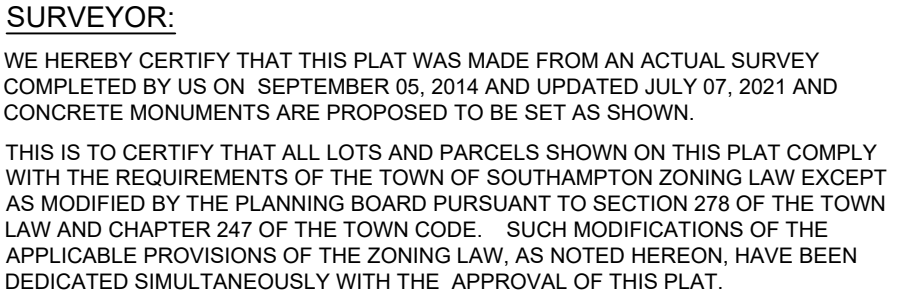 SURVEYOR:
WE HEREBY CERTIFY THAT THIS PLAT WAS MADE FROM AN ACTUAL SURVEY
COMPLETED BY US ON  SEPTEMBER 05, 2014 AND UPDATED JULY 07, 2021 AND
CONCRETE MONUMENTS ARE PROPOSED TO BE SET AS SHOWN.
THIS IS TO CERTIFY THAT ALL LOTS AND PARCELS SHOWN ON THIS PLAT COMPLY
WITH THE REQUIREMENTS OF THE TOWN OF SOUTHAMPTON ZONING LAW EXCEPT
AS MODIFIED BY THE PLANNING BOARD PURSUANT TO SECTION 278 OF THE TOWN
LAW AND CHAPTER 247 OF THE TOWN CODE.   SUCH MODIFICATIONS OF THE
APPLICABLE PROVISIONS OF THE ZONING LAW, AS NOTED HEREON, HAVE BEEN
DEDICATED SIMULTANEOUSLY WITH THE  APPROVAL OF THIS PLAT.